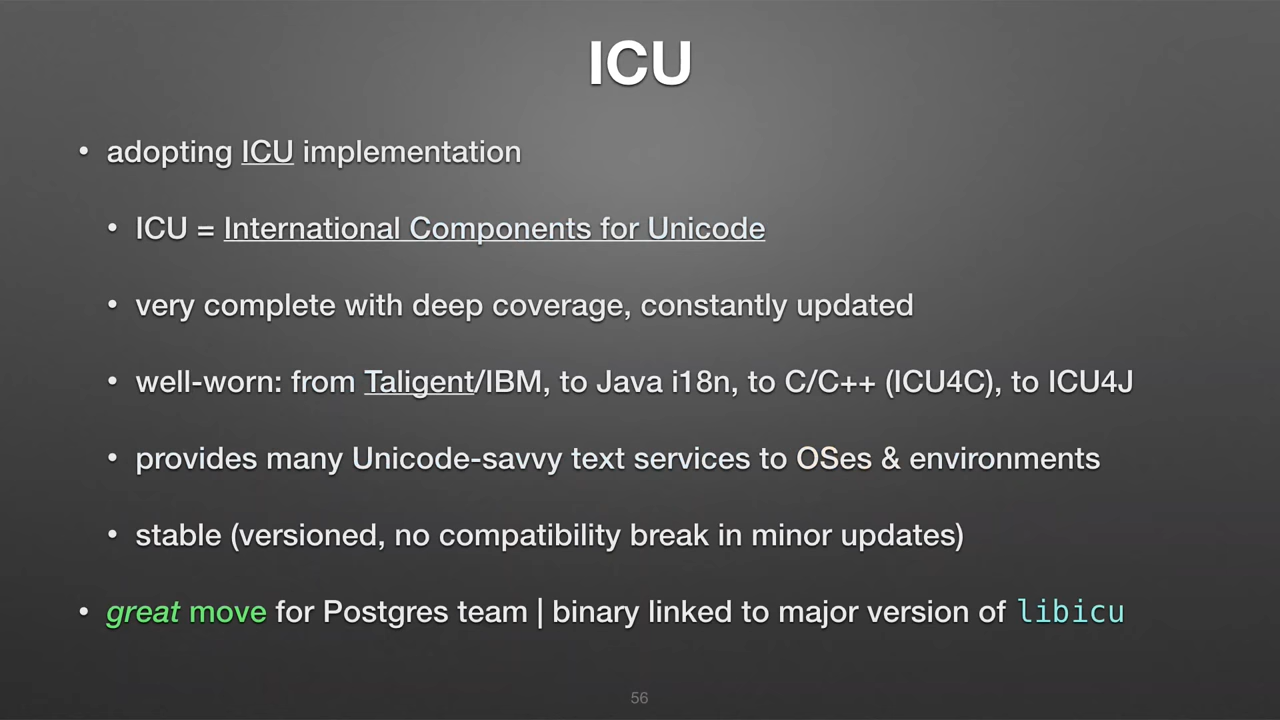 ICU
• adopting ICU implementation
• ICU = International Components for Unicode
• very complete with deep coverage, constantly updated
• well-worn: from Taligent/IBM, to Java i18n, to C/C++ (ICU4C), to ICU4J
• provides many Unicode-savvy text services to OSes & environments
• stable (versioned, no compatibility break in minor updates)
• great move for Postgres team | binary linked to major version of libicu
56